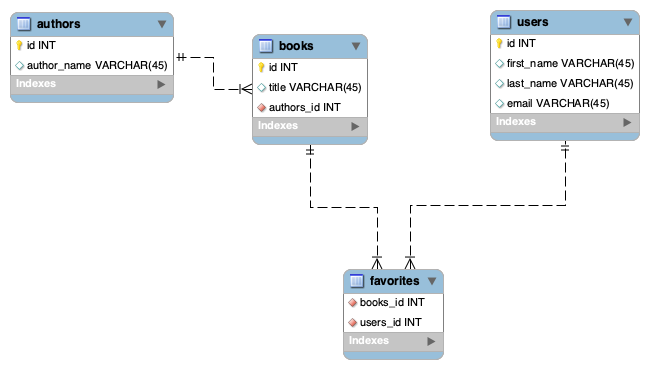 authors
id INT
author_name VARCHAR(45)
Indexes
books
id INT
title VARCHAR(45)
authors_id INT
Indexes
users
id INT
first_name VARCHAR(45)
last_name VARCHAR(45)
email VARCHAR(45)
Indexes
favorites
books_id INT
users_id INT
Indexes